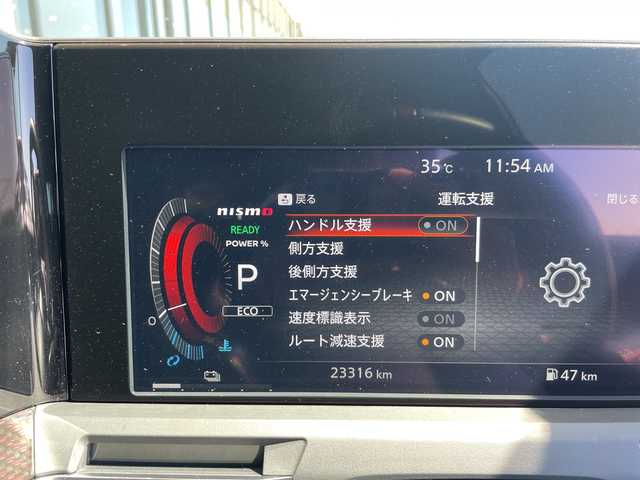 35℃ 11:54 AM
戻る 運転支援 閉じる
nismo
READY
POWER %
P
ECO
0
ハンドル支援 ON
側方支援
後側方支援
エマージェンシーブレーキ ON
速度標識表示 ON
ルート減速支援 ON
23316 km 47 km